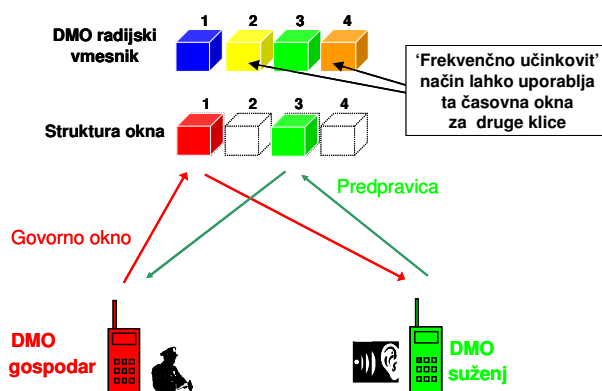 1 2 3 4
DMO radijski
vmesnik
‘Frekvenčno učinkovit’
način lahko uporablja
ta časovna okna
za druge klice
1 2 3 4
Struktura okna
Predpravica
Govorno okno
DMO
gospodar
DMO
suženj